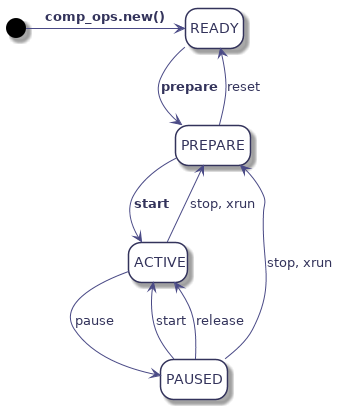 comp_ops.new()
READY
prepare
reset
PREPARE
start
stop, xrun
ACTIVE
stop, xrun
pause
start
release
PAUSED